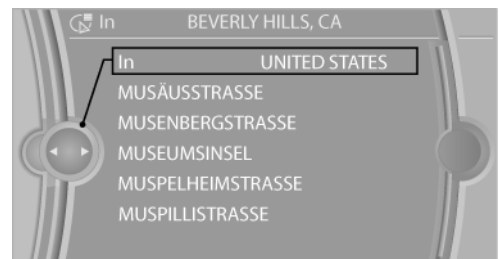 In BEVERLY HILLS, CA
In UNITED STATES
MUSÄUSSTRASSE
MUSENBERGSTRASSE
MUSEUMSINSEL
MUSPELHEIMSTRASSE
MUSPILLISTRASSE